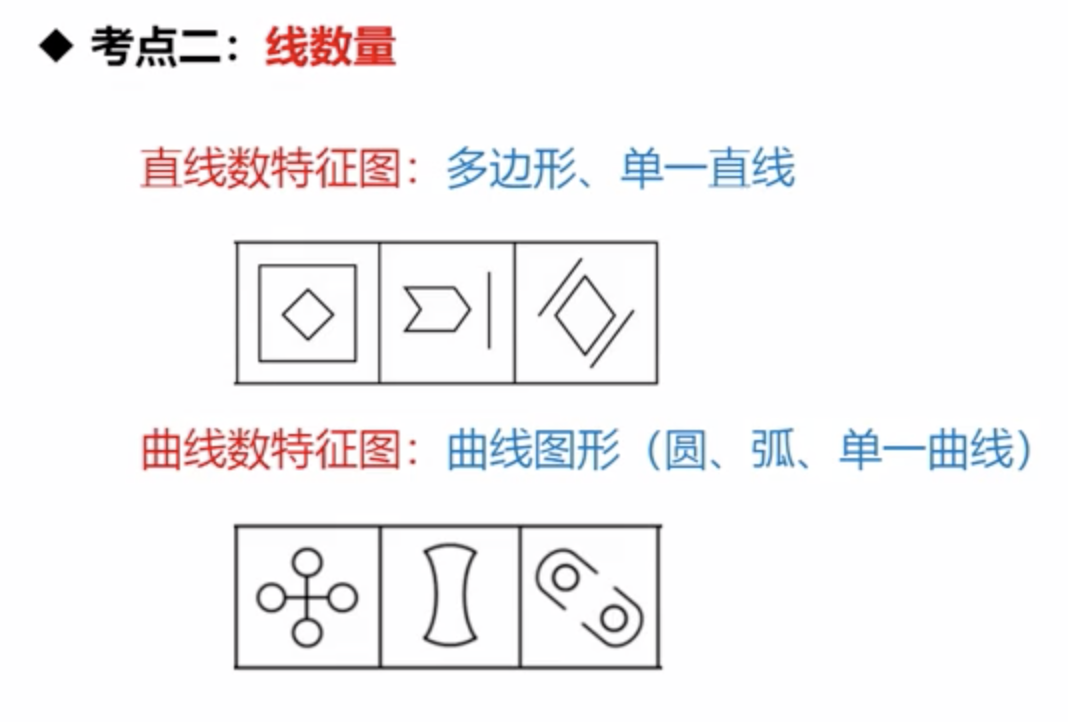 ◆ 考点二：线数量
直线数特征图：多边形、单一直线
曲线数特征图：曲线图形（圆、弧、单一曲线）